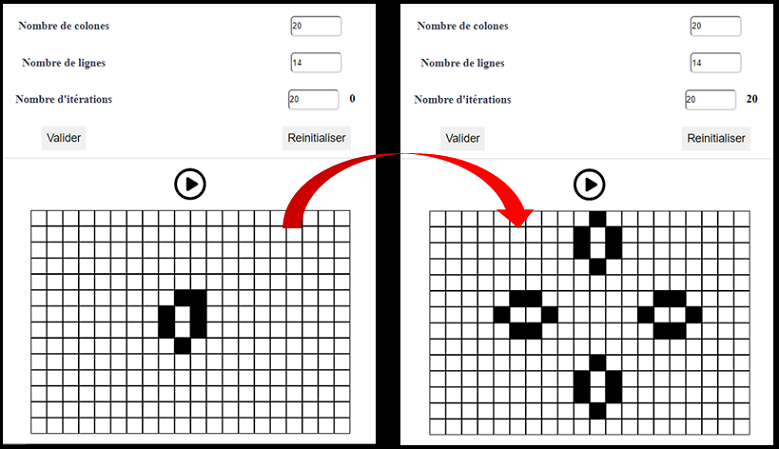 Nombre de colones 20
Nombre de lignes 14
Nombre d'itérations 20 0
Valider Reinitialiser
Nombre de colones 20
Nombre de lignes 14
Nombre d'itérations 20 20
Valider Reinitialiser